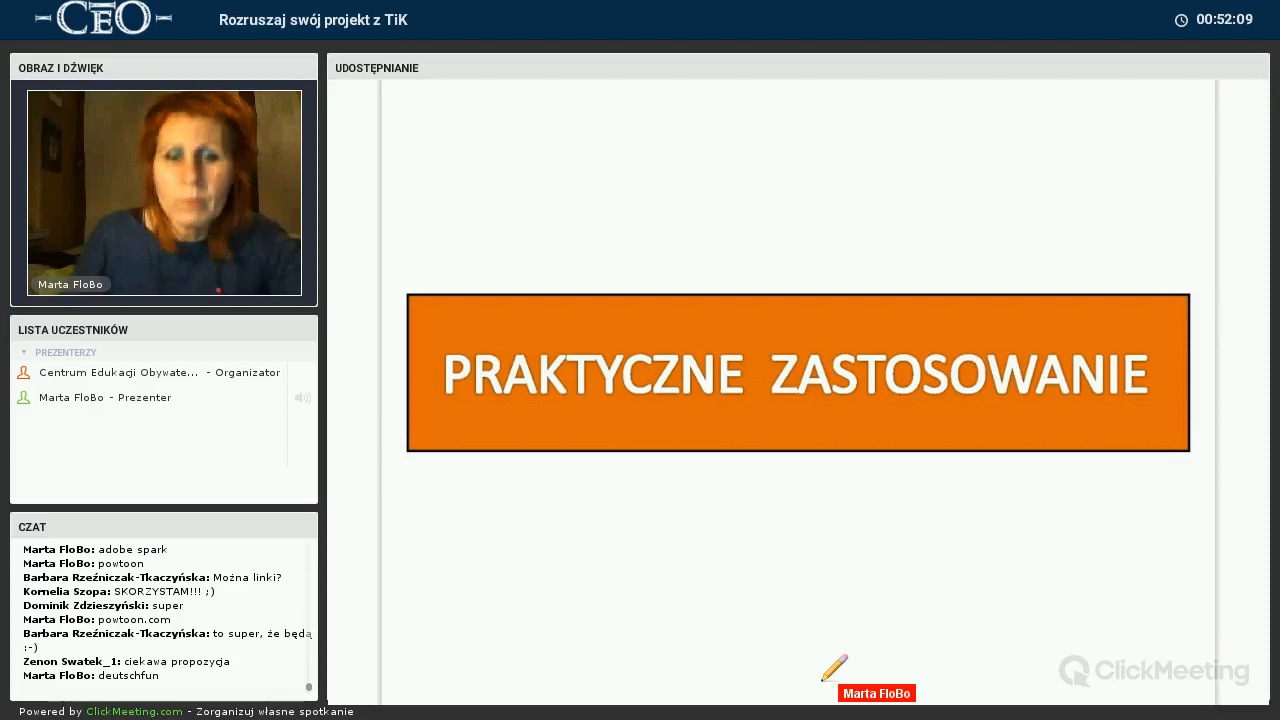 CEO
Rozruszaj swój projekt z TiK
00:52:09
OBRAZ I DŹWIĘK
Marta FloBo
LISTA UCZESTNIKÓW
PREZENTERZY
Centrum Edukacji Obywate... - Organizator
Marta FloBo - Prezenter
CZAT
Marta FloBo: adobe spark
Marta FloBo: powtoon
Barbara Rzeźniczak-Tkaczyńska: Można linki?
Kornelia Szopa: SKORZYSTAM!!! ;)
Dominik Zdzieszyński: super
Marta FloBo: powtoon.com
Barbara Rzeźniczak-Tkaczyńska: to super, że będą
:-)
Zenon Swatek_1: ciekawa propozycja
Marta FloBo: deutschfun
UDOSTĘPNIANIE
PRAKTYCZNE ZASTOSOWANIE
Marta FloBo
ClickMeeting
Powered by ClickMeeting.com - Zorganizuj własne spotkanie